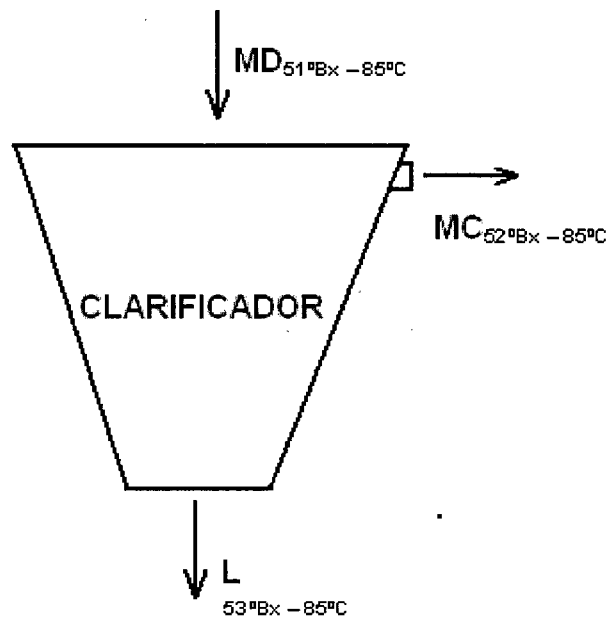 MD51ºBx – 85ºC
MC52ºBx – 85ºC
CLARIFICADOR
L
53ºBx – 85ºC